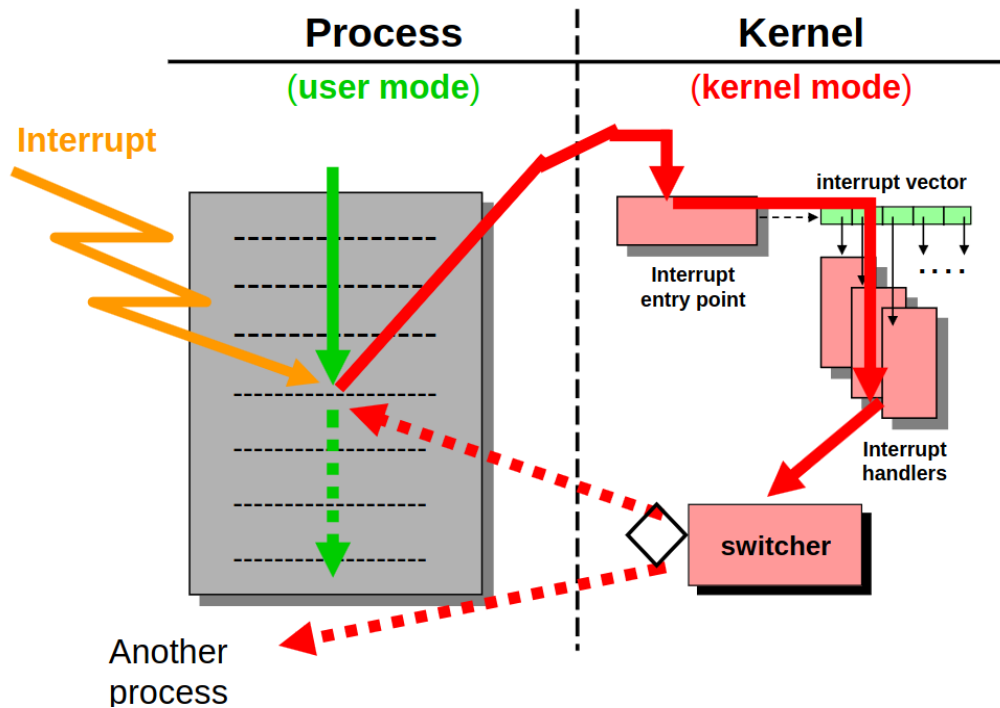 Process
Kernel
(user mode)
(kernel mode)
Interrupt
interrupt vector
Interrupt
entry point
....
Interrupt
handlers
switcher
Another
process